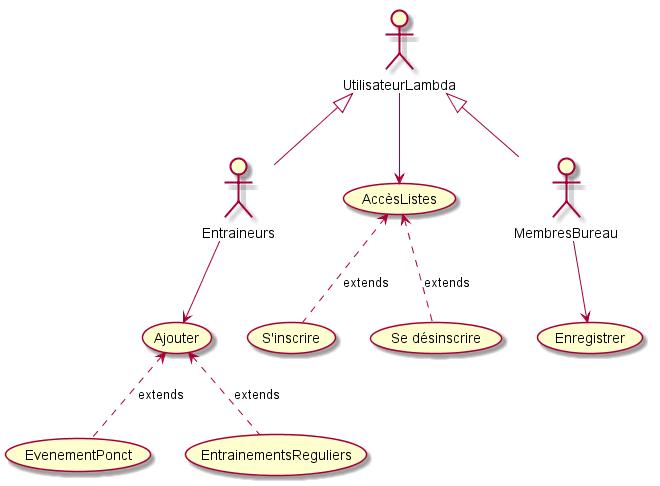 UtilisateurLambda
Entraineurs
AccèsListes
MembresBureau
extends
extends
Ajouter
S'inscrire
Se désinscrire
Enregistrer
extends
extends
EvenementPonct
EntrainementsReguliers